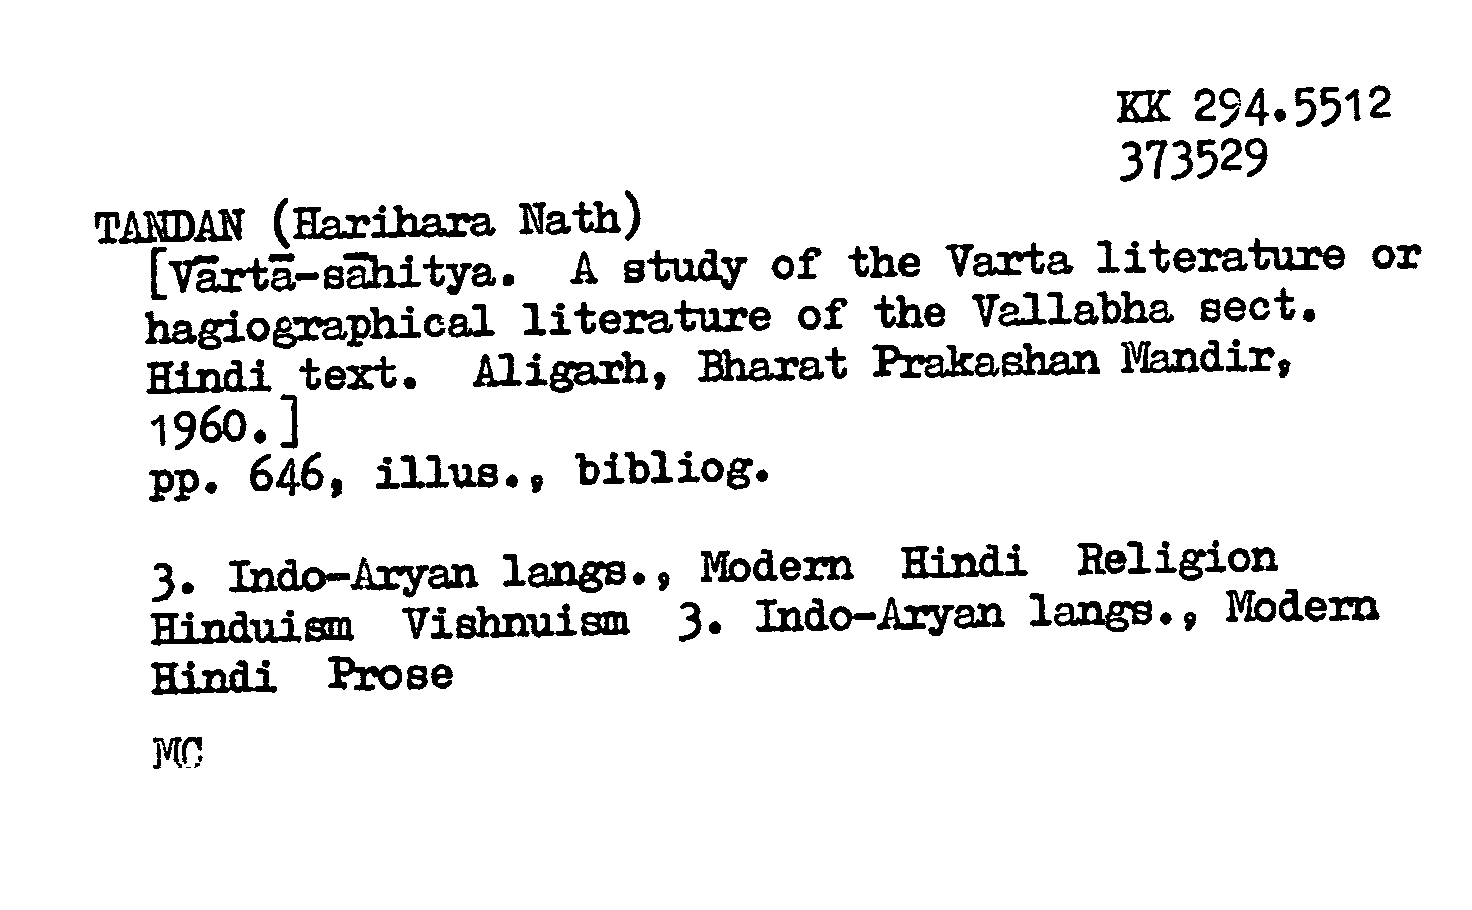 KK 294.5512
373529
TANDAN (Harihara Nath)
[Vārtā-sāhitya. A study of the Varta literature or
hagiographical literature of the Vallabha sect.
Hindi text. Aligarh, Bharat Prakashan Mandir,
1960.]
pp. 646, illus., bibliog.
3. Indo-Aryan langs., Modern Hindi Religion
Hinduism Vishnuism 3. Indo-Aryan langs., Modern
Hindi Prose
MC